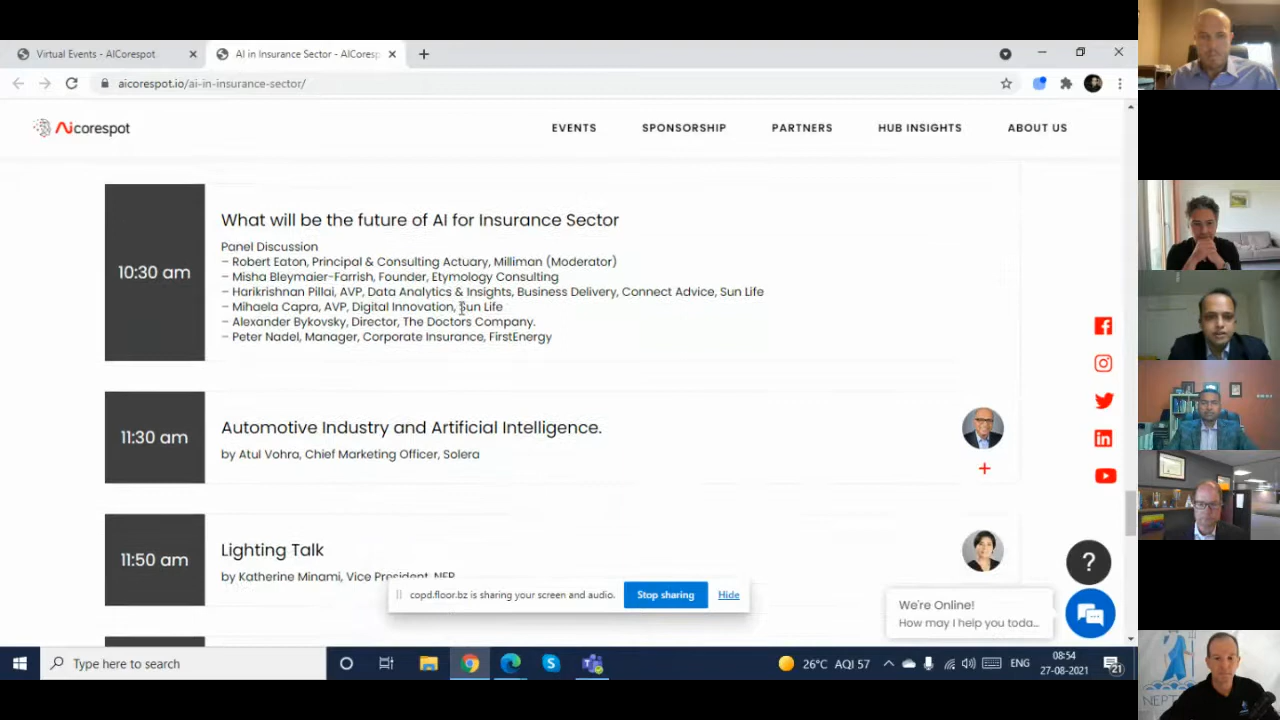 Virtual Events - AICorespot
AI in Insurance Sector - AICoresp
aicorespot.io/ai-in-insurance-sector/
Aicorespot
EVENTS
SPONSORSHIP
PARTNERS
HUB INSIGHTS
ABOUT US
10:30 am
What will be the future of AI for Insurance Sector
Panel Discussion
– Robert Eaton, Principal & Consulting Actuary, Milliman (Moderator)
– Misha Bleymaier-Farrish, Founder, Etymology Consulting
– Harikrishnan Pillai, AVP, Data Analytics & Insights, Business Delivery, Connect Advice, Sun Life
– Mihaela Capra, AVP, Digital Innovation, Sun Life
– Alexander Bykovsky, Director, The Doctors Company.
– Peter Nadel, Manager, Corporate Insurance, FirstEnergy
11:30 am
Automotive Industry and Artificial Intelligence.
by Atul Vohra, Chief Marketing Officer, Solera
11:50 am
Lighting Talk
by Katherine Minami, Vice President, NFP
copd.floor.bz is sharing your screen and audio.
Stop sharing
Hide
?
We're Online!
How may I help you toda...
Type here to search
26°C AQI 57
ENG
08:54
27-08-2021
21
NEPT